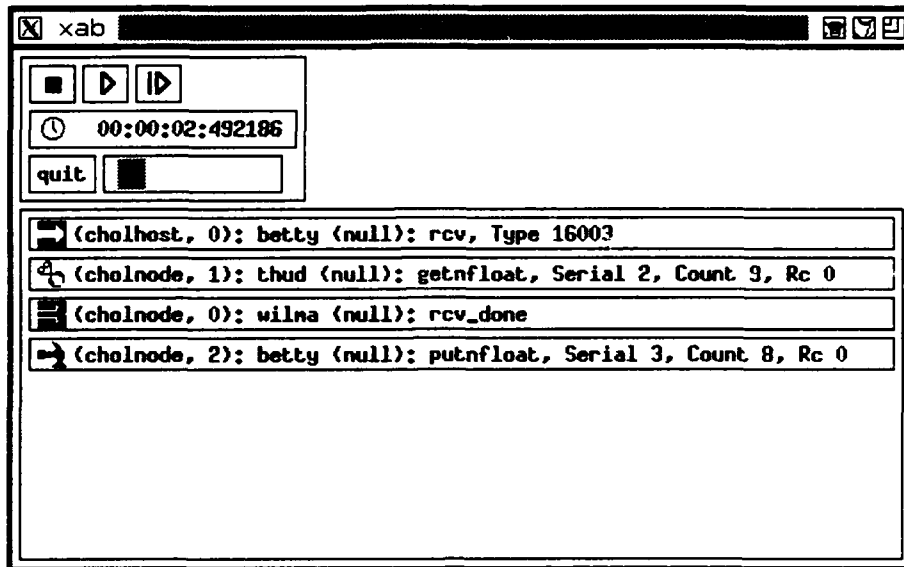 xab
00:00:02:492186
quit
(cholhost, 0): betty (null): rcv, Type 16003
(cholnode, 1): thud (null): getnfloat, Serial 2, Count 9, Rc 0
(cholnode, 0): wilma (null): rcv_done
(cholnode, 2): betty (null): putnfloat, Serial 3, Count 8, Rc 0